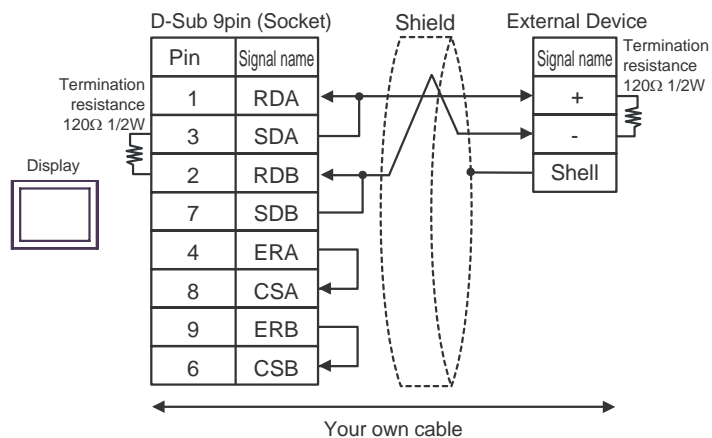 D-Sub 9pin (Socket)
Shield
External Device
Pin
Signal name
Signal name
Termination
resistance
120Ω 1/2W
Termination
resistance
120Ω 1/2W
1
RDA
+
3
SDA
-
Display
2
RDB
Shell
7
SDB
4
ERA
8
CSA
9
ERB
6
CSB
Your own cable